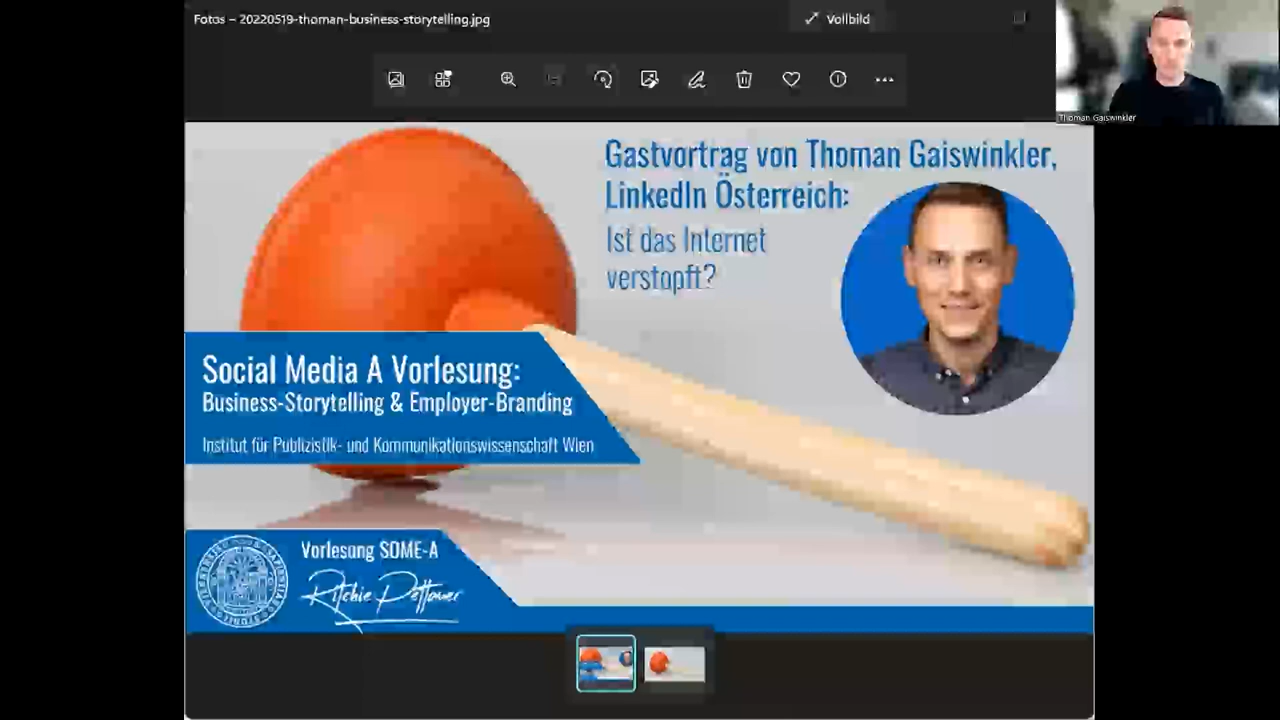 Fotos – 20220519-thoman-business-storytelling.jpg
Vollbild
Thoman Gaiswinkler
Gastvortrag von Thoman Gaiswinkler,
LinkedIn Österreich:
Ist das Internet
verstopft?
Social Media A Vorlesung:
Business-Storytelling & Employer-Branding
Institut für Publizistik- und Kommunikationswissenschaft Wien
Vorlesung SOME-A
Ritchie Pettauer